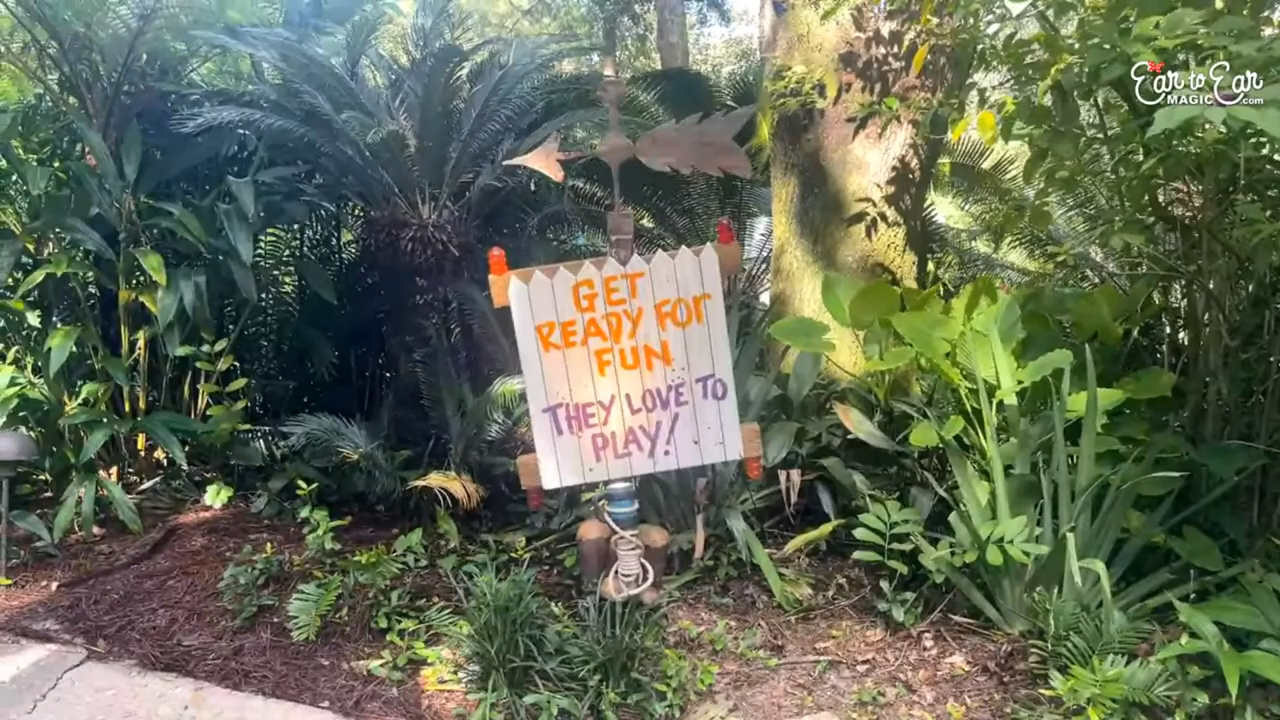 Ear to Ear
MAGIC.com
GET
READY FOR
FUN
THEY LOVE TO
PLAY!